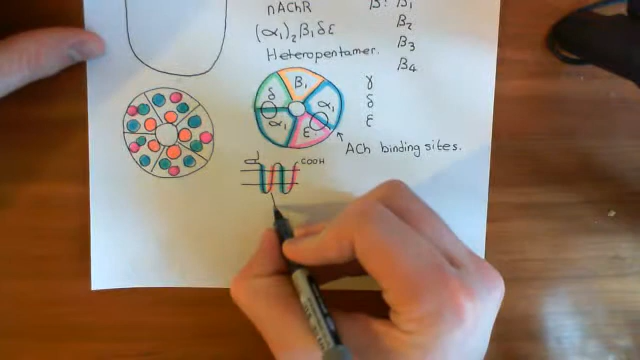 nAChR
(α₁)₂β₁δε
Heteropentamer.
β: β₁
β₂
β₃
β₄
γ
δ
ε
β₁
δ
α₁
α₁
ε
ACh binding sites.
COOH